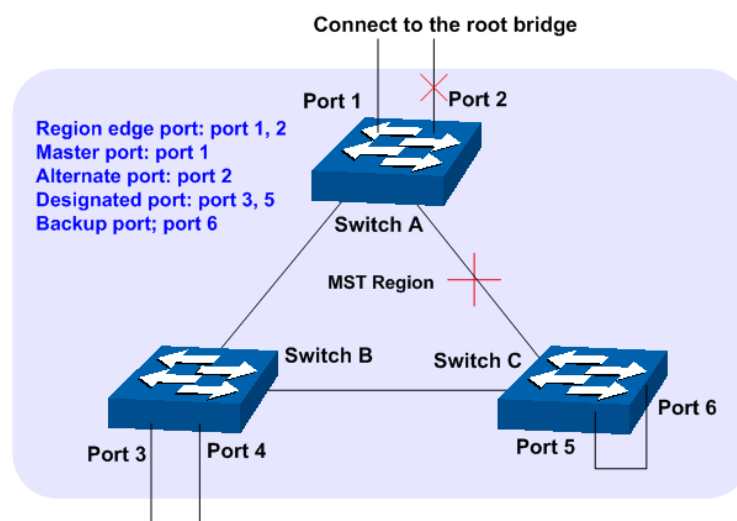 Connect to the root bridge
Port 1
Port 2
Region edge port: port 1, 2
Master port: port 1
Alternate port: port 2
Designated port: port 3, 5
Backup port; port 6
Switch A
MST Region
Switch B
Switch C
Port 3
Port 4
Port 5
Port 6